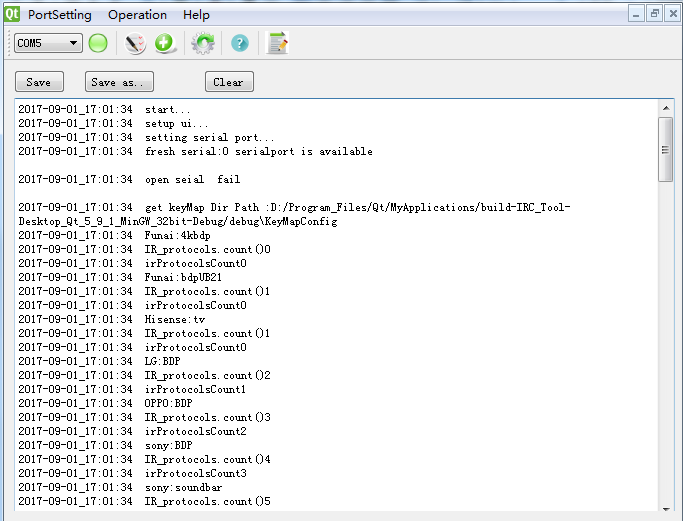 Qt PortSetting Operation Help
COM5
Save Save as.. Clear
2017-09-01_17:01:34 start...
2017-09-01_17:01:34 setup ui...
2017-09-01_17:01:34 setting serial port...
2017-09-01_17:01:34 fresh serial:0 serialport is available
2017-09-01_17:01:34 open seial fail
2017-09-01_17:01:34 get keyMap Dir Path :D:/Program_Files/Qt/MyApplications/build-IRC_Tool-
Desktop_Qt_5_9_1_MinGW_32bit-Debug/debug\KeyMapConfig
2017-09-01_17:01:34 Funai:4kbdp
2017-09-01_17:01:34 IR_protocols.count()0
2017-09-01_17:01:34 irProtocolsCount0
2017-09-01_17:01:34 Funai:bdpUB21
2017-09-01_17:01:34 IR_protocols.count()1
2017-09-01_17:01:34 irProtocolsCount0
2017-09-01_17:01:34 Hisense:tv
2017-09-01_17:01:34 IR_protocols.count()1
2017-09-01_17:01:34 irProtocolsCount0
2017-09-01_17:01:34 LG:BDP
2017-09-01_17:01:34 IR_protocols.count()2
2017-09-01_17:01:34 irProtocolsCount1
2017-09-01_17:01:34 OPPO:BDP
2017-09-01_17:01:34 IR_protocols.count()3
2017-09-01_17:01:34 irProtocolsCount2
2017-09-01_17:01:34 sony:BDP
2017-09-01_17:01:34 IR_protocols.count()4
2017-09-01_17:01:34 irProtocolsCount3
2017-09-01_17:01:34 sony:soundbar
2017-09-01_17:01:34 IR_protocols.count()5